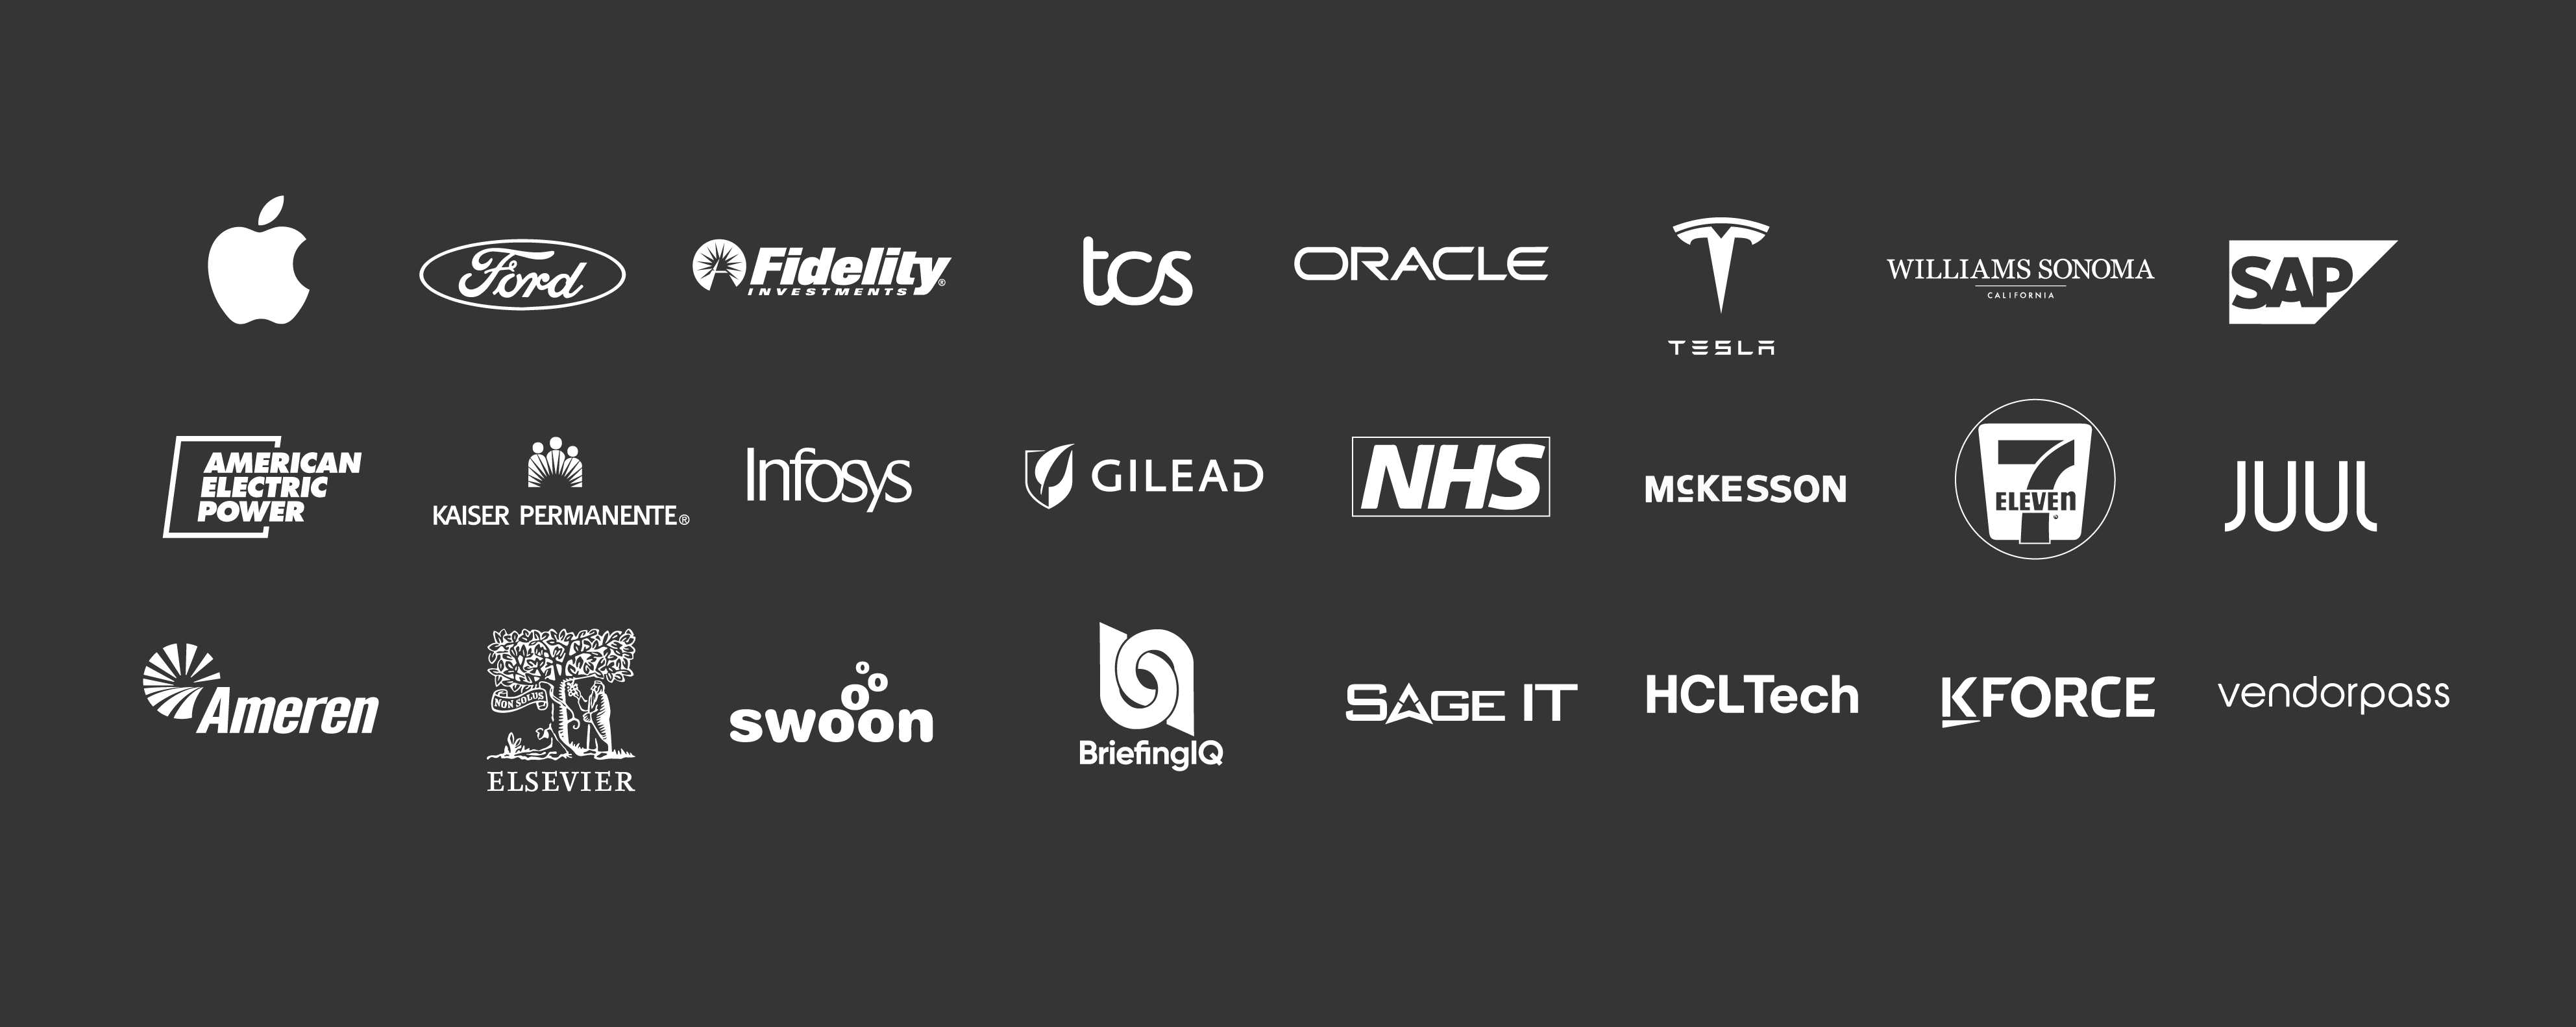 Ford
Fidelity®
INVESTMENTS
tcs
ORACLE
TESLA
WILLIAMS SONOMA
CALIFORNIA
SAP
AMERICAN
ELECTRIC
POWER
KAISER PERMANENTE®
Infosys
GILEAD
NHS
MCKESSON
7
ELEVEn
®
JUUL
Ameren
NON SOLUS
ELSEVIER
swoon
BriefingIQ
SAGE IT
HCLTech
KFORCE
vendorpass